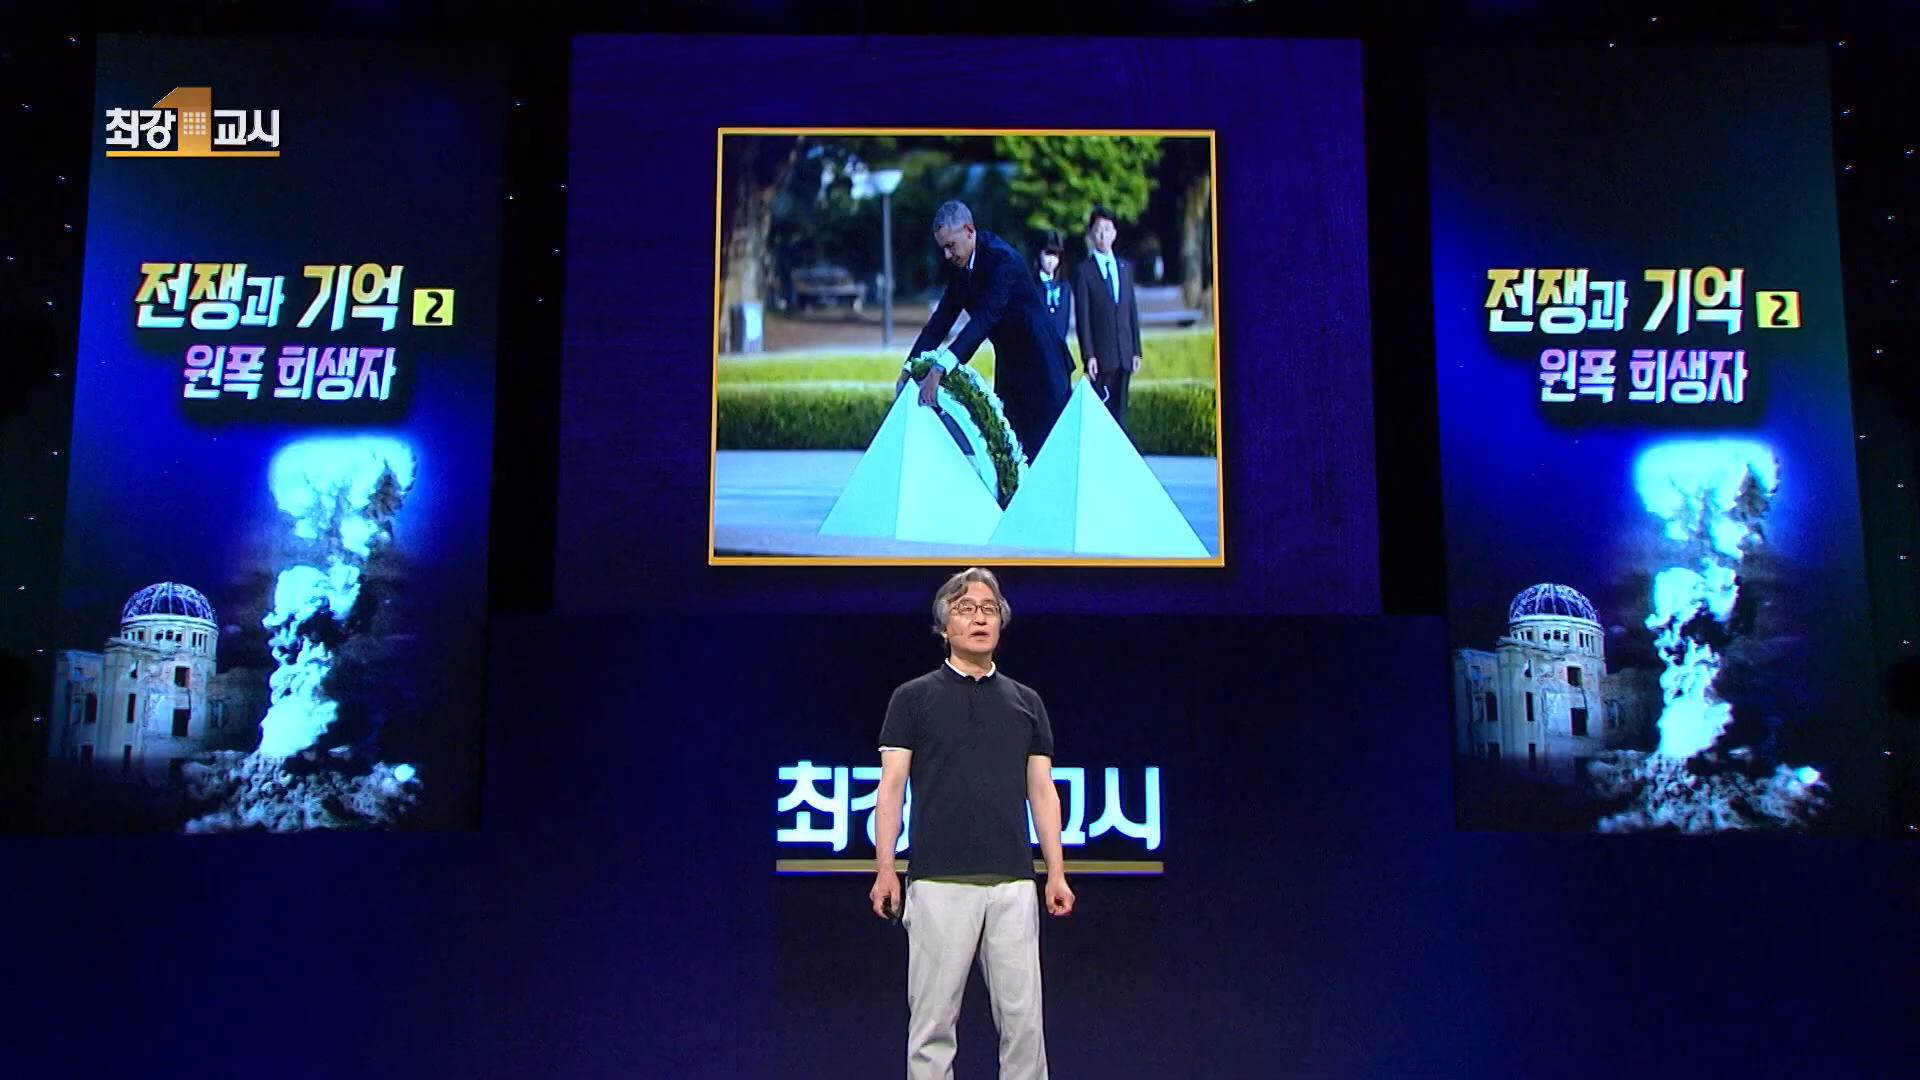 최강1교시
전쟁과 기억 2
원폭 희생자
전쟁과 기억 2
원폭 희생자
최강 교시